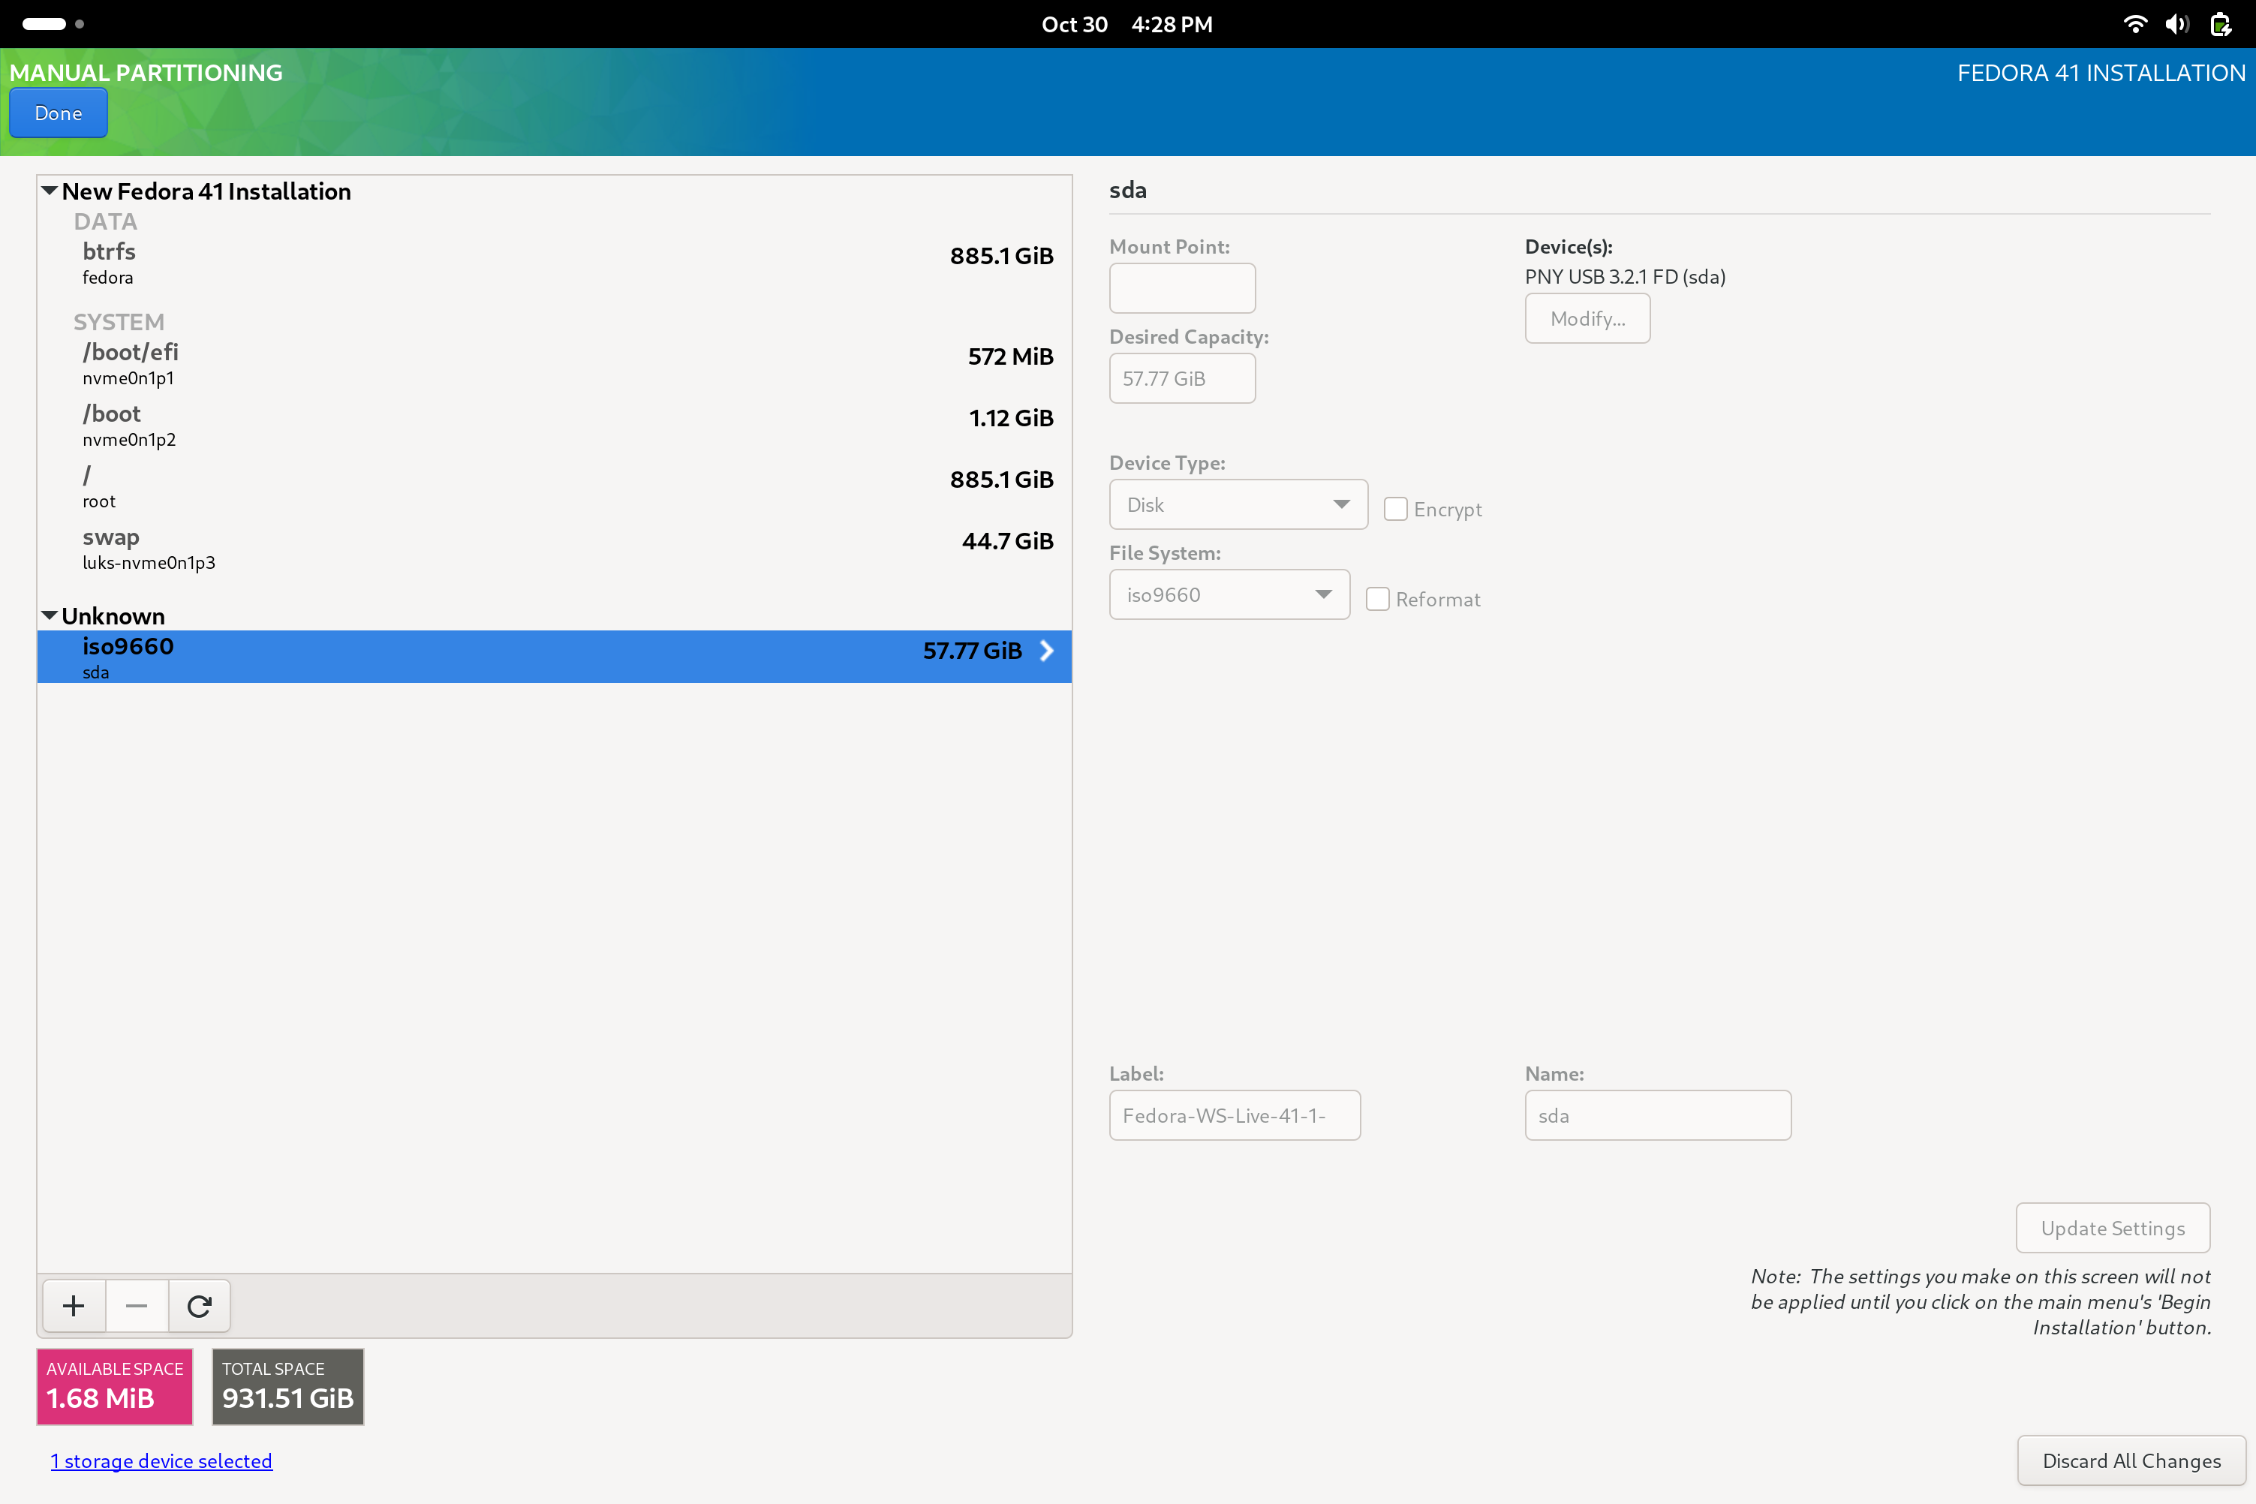 Oct 30 4:28 PM
MANUAL PARTITIONING
FEDORA 41 INSTALLATION
Done
New Fedora 41 Installation
DATA
btrfs 885.1 GiB
fedora
SYSTEM
/boot/efi 572 MiB
nvme0n1p1
/boot 1.12 GiB
nvme0n1p2
/ 885.1 GiB
root
swap 44.7 GiB
luks-nvme0n1p3
Unknown
iso9660 57.77 GiB
sda
AVAILABLE SPACE
1.68 MiB
TOTAL SPACE
931.51 GiB
1 storage device selected
sda
Mount Point:
Device(s):
PNY USB 3.2.1 FD (sda)
Modify...
Desired Capacity:
57.77 GiB
Device Type:
Disk
Encrypt
File System:
iso9660
Reformat
Label:
Fedora-WS-Live-41-1-
Name:
sda
Update Settings
Note: The settings you make on this screen will not
be applied until you click on the main menu's 'Begin
Installation' button.
Discard All Changes